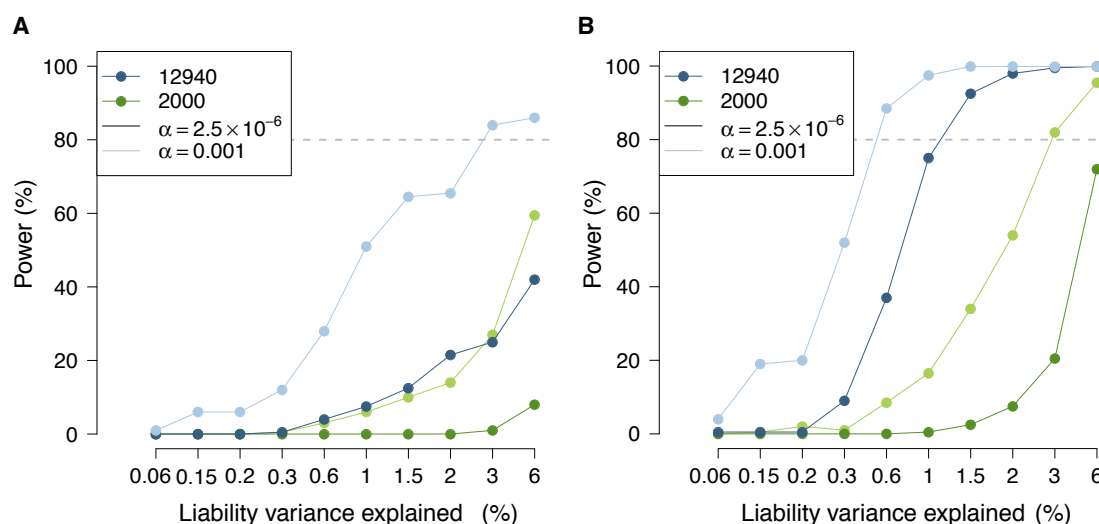 A
12940
2000
α = 2.5 × 10⁻⁶
α = 0.001
100
80
60
40
20
0
Power (%)
0.06 0.15 0.2 0.3 0.6 1 1.5 2 3 6
Liability variance explained (%)
B
12940
2000
α = 2.5 × 10⁻⁶
α = 0.001
100
80
60
40
20
0
Power (%)
0.06 0.15 0.2 0.3 0.6 1 1.5 2 3 6
Liability variance explained (%)